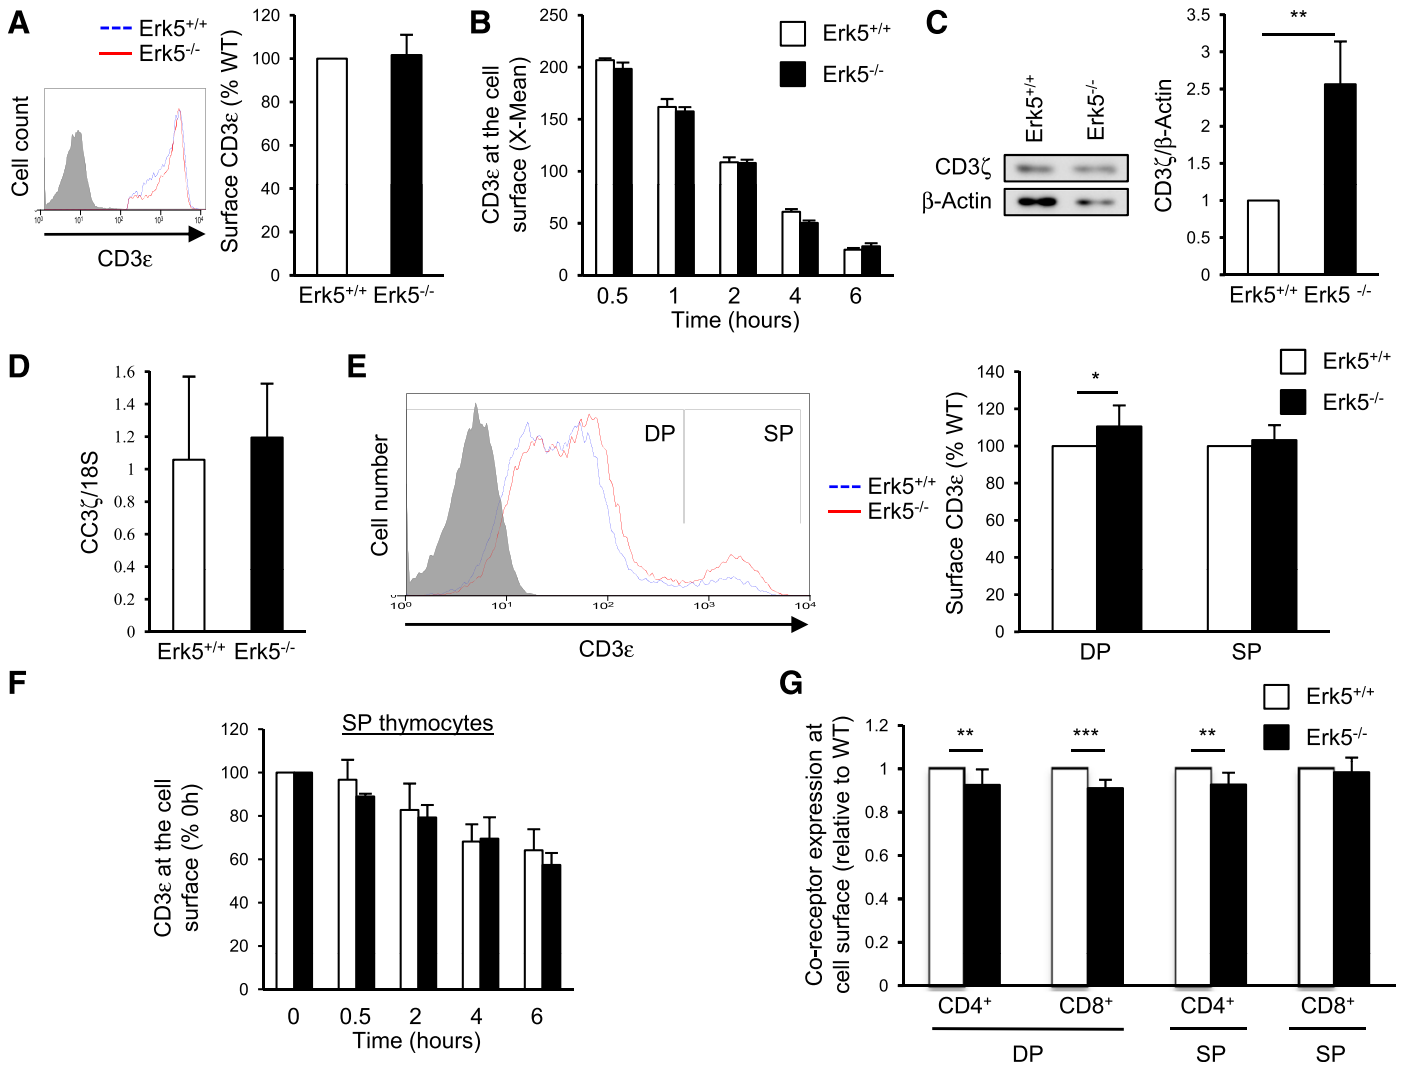 A
Erk5+/+
Erk5-/-
Cell count
10⁰ 10¹ 10² 10³ 10⁴
CD3ε
Surface CD3ε (% WT)
120
100
80
60
40
20
0
Erk5+/+ Erk5-/-
B
CD3ε at the cell
surface (X-Mean)
250
200
150
100
50
0
0.5 1 2 4 6
Time (hours)
Erk5+/+
Erk5-/-
C
Erk5+/+ Erk5-/-
CD3ζ
β-Actin
CD3ζ/β-Actin
3.5
3
2.5
2
1.5
1
0.5
0
**
Erk5+/+ Erk5 -/-
D
CC3ζ/18S
1.6
1.4
1.2
1
0.8
0.6
0.4
0.2
0
Erk5+/+ Erk5-/-
E
Cell number
DP SP
0
10⁰ 10¹ 10² 10³ 10⁴
CD3ε
Erk5+/+
Erk5-/-
Surface CD3ε (% WT)
140
120
100
80
60
40
20
0
*
DP SP
Erk5+/+
Erk5-/-
F
SP thymocytes
CD3ε at the cell
surface (% 0h)
120
100
80
60
40
20
0
0 0.5 2 4 6
Time (hours)
G
Erk5+/+
Erk5-/-
Co-receptor expression at
cell surface (relative to WT)
1.2
1
0.8
0.6
0.4
0.2
0
** *** **
CD4+ CD8+ CD4+ CD8+
DP SP SP